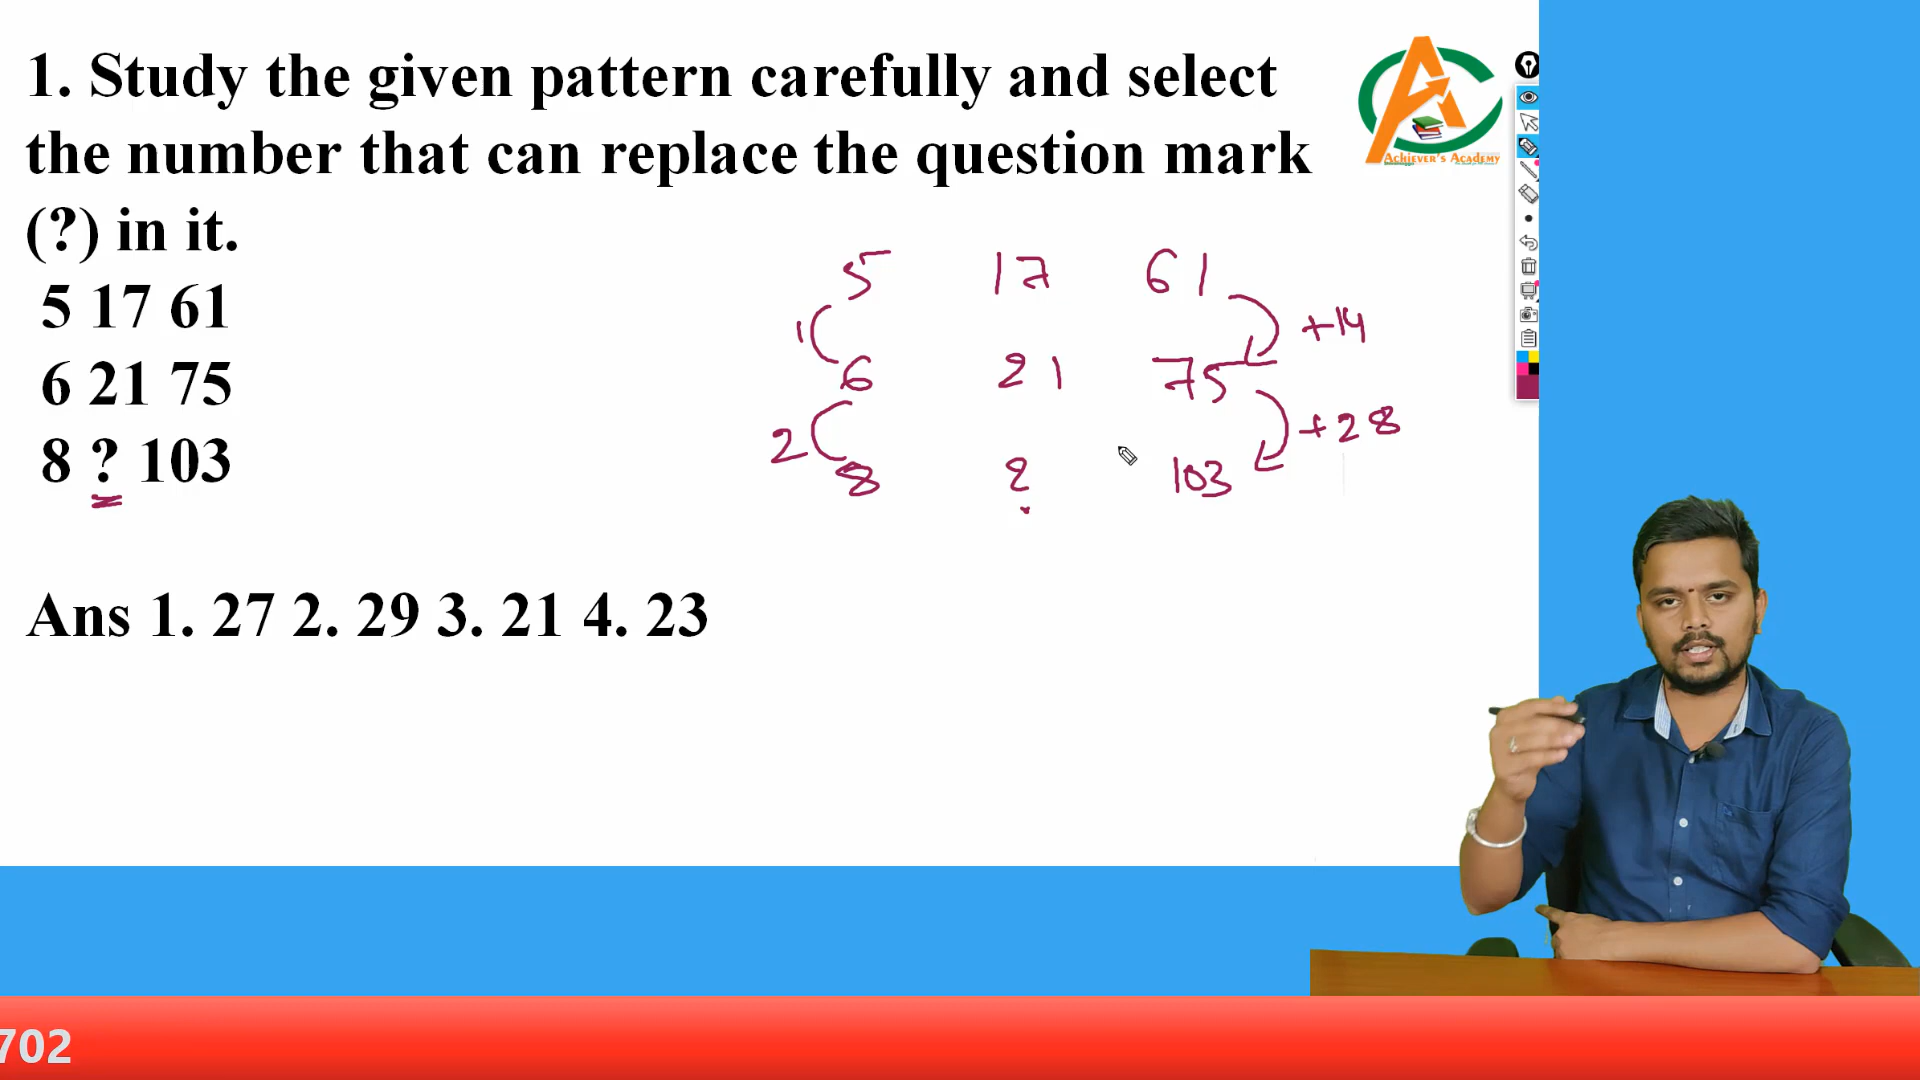 1. Study the given pattern carefully and select
the number that can replace the question mark
(?) in it.
5 17 61
6 21 75
8 ? 103
Ans 1. 27 2. 29 3. 21 4. 23
5 17 61
1 +14
6 21 75
2 +28
8 ? 103
ACHIEVER'S ACADEMY
702